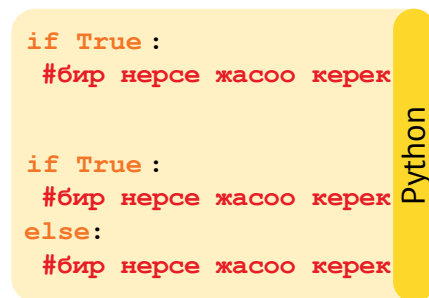 if True :
#бир нерсе жасоо керек
if True :
#бир нерсе жасоо керек
else:
#бир нерсе жасоо керек
Python